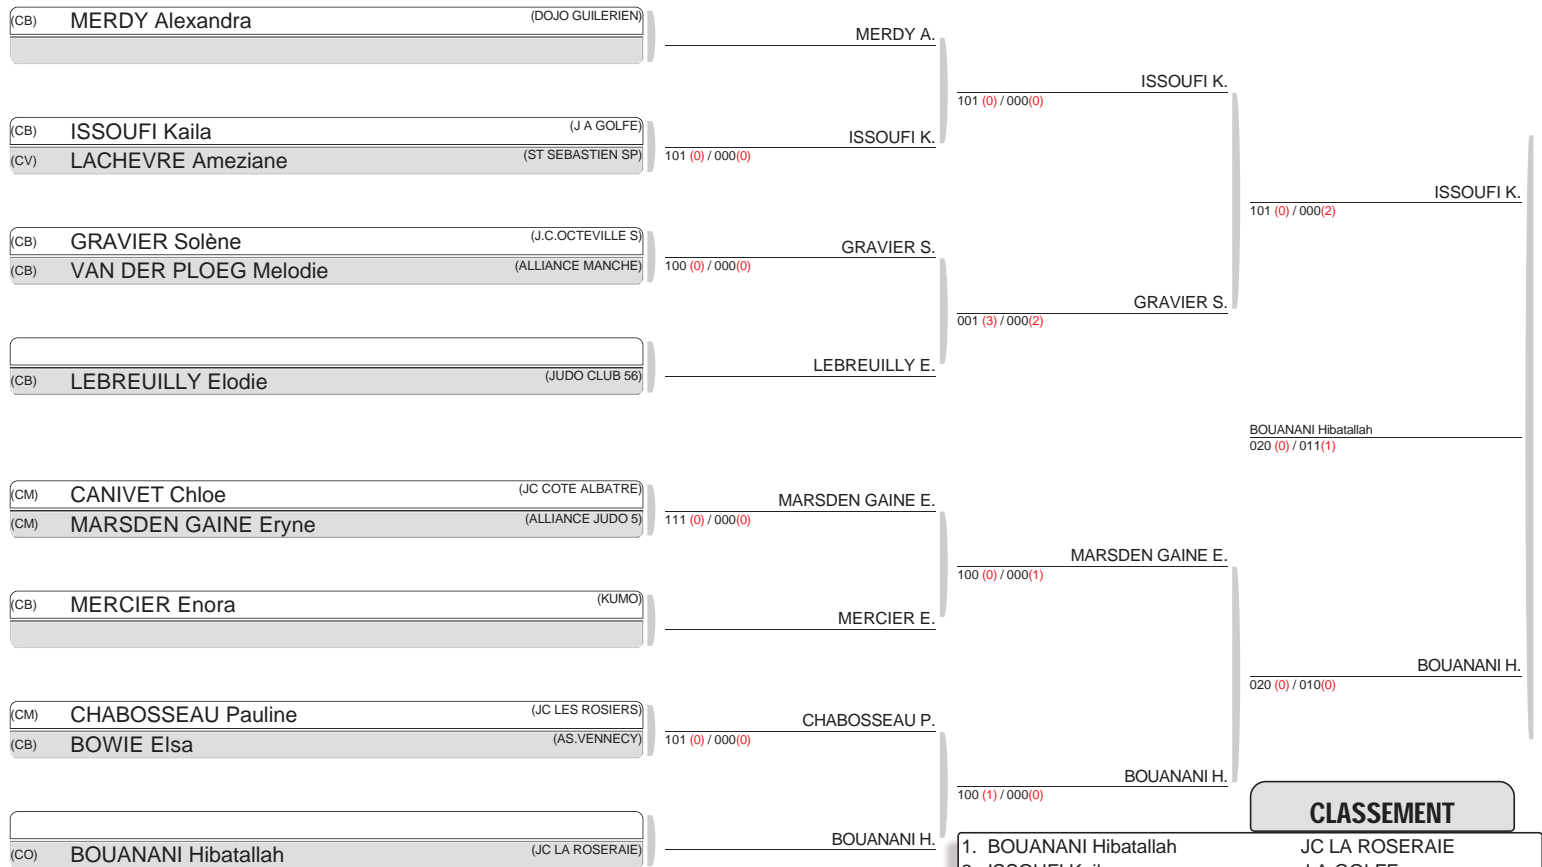 (CB) MERDY Alexandra (DOJO GUILERIEN)
(CB) ISSOUFI Kaila (J A GOLFE)
(CV) LACHEVRE Ameziane (ST SEBASTIEN SP)
(CB) GRAVIER Solène (J.C.OCTEVILLE S)
(CB) VAN DER PLOEG Melodie (ALLIANCE MANCHE)
(CB) LEBREUILLY Elodie (JUDO CLUB 56)
(CM) CANIVET Chloe (JC COTE ALBATRE)
(CM) MARSDEN GAINE Eryne (ALLIANCE JUDO 5)
(CB) MERCIER Enora (KUMO)
(CM) CHABOSSEAU Pauline (JC LES ROSIERS)
(CB) BOWIE Elsa (AS.VENNECY)
(CO) BOUANANI Hibatallah (JC LA ROSERAIE)
MERDY A.
ISSOUFI K.
101 (0) / 000(0)
GRAVIER S.
100 (0) / 000(0)
LEBREUILLY E.
MARSDEN GAINE E.
111 (0) / 000(0)
MERCIER E.
CHABOSSEAU P.
101 (0) / 000(0)
BOUANANI H.
ISSOUFI K.
101 (0) / 000(0)
GRAVIER S.
001 (3) / 000(2)
MARSDEN GAINE E.
100 (0) / 000(1)
BOUANANI H.
100 (1) / 000(0)
ISSOUFI K.
101 (0) / 000(2)
BOUANANI Hibatallah
020 (0) / 011(1)
BOUANANI H.
020 (0) / 010(0)
CLASSEMENT
1. BOUANANI Hibatallah JC LA ROSERAIE
2. ISSOUFI Kaila J A GOLFE